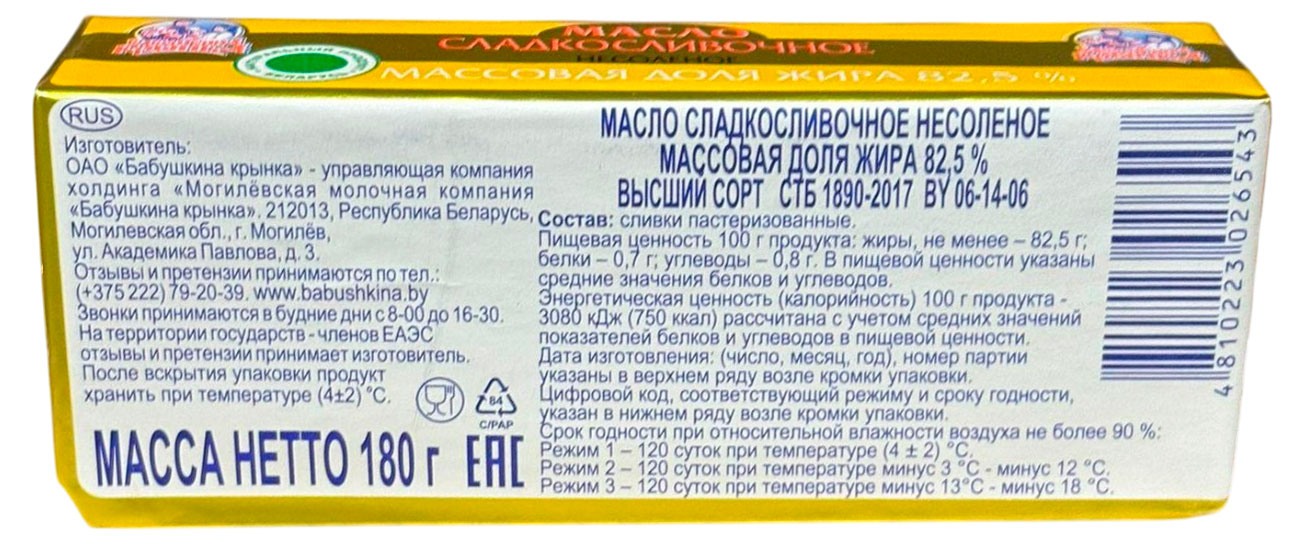 МАСЛО
СЛАДКОСЛИВОЧНОЕ
НЕСОЛЕНОЕ
МАССОВАЯ ДОЛЯ ЖИРА 82,5 %
RUS
Изготовитель:
ОАО «Бабушкина крынка» - управляющая компания
холдинга «Могилёвская молочная компания
«Бабушкина крынка». 212013, Республика Беларусь,
Могилевская обл., г. Могилёв,
ул. Академика Павлова, д. 3.
Отзывы и претензии принимаются по тел.:
(+375 222) 79-20-39. www.babushkina.by
Звонки принимаются в будние дни с 8-00 до 16-30.
На территории государств - членов ЕАЭС
отзывы и претензии принимает изготовитель.
После вскрытия упаковки продукт
хранить при температуре (4±2) °С.
84
C/PAP
МАССА НЕТТО 180 г
ЕАС
МАСЛО СЛАДКОСЛИВОЧНОЕ НЕСОЛЕНОЕ
МАССОВАЯ ДОЛЯ ЖИРА 82,5 %
ВЫСШИЙ СОРТ СТБ 1890-2017 BY 06-14-06
Состав: сливки пастеризованные.
Пищевая ценность 100 г продукта: жиры, не менее – 82,5 г;
белки – 0,7 г; углеводы – 0,8 г. В пищевой ценности указаны
средние значения белков и углеводов.
Энергетическая ценность (калорийность) 100 г продукта -
3080 кДж (750 ккал) рассчитана с учетом средних значений
показателей белков и углеводов в пищевой ценности.
Дата изготовления: (число, месяц, год), номер партии
указаны в верхнем ряду возле кромки упаковки.
Цифровой код, соответствующий режиму и сроку годности,
указан в нижнем ряду возле кромки упаковки.
Срок годности при относительной влажности воздуха не более 90 %:
Режим 1 – 120 суток при температуре (4 ± 2) °С.
Режим 2 – 120 суток при температуре минус 3 °С - минус 12 °С.
Режим 3 – 120 суток при температуре минус 13°С - минус 18 °С.
4 810223 026543